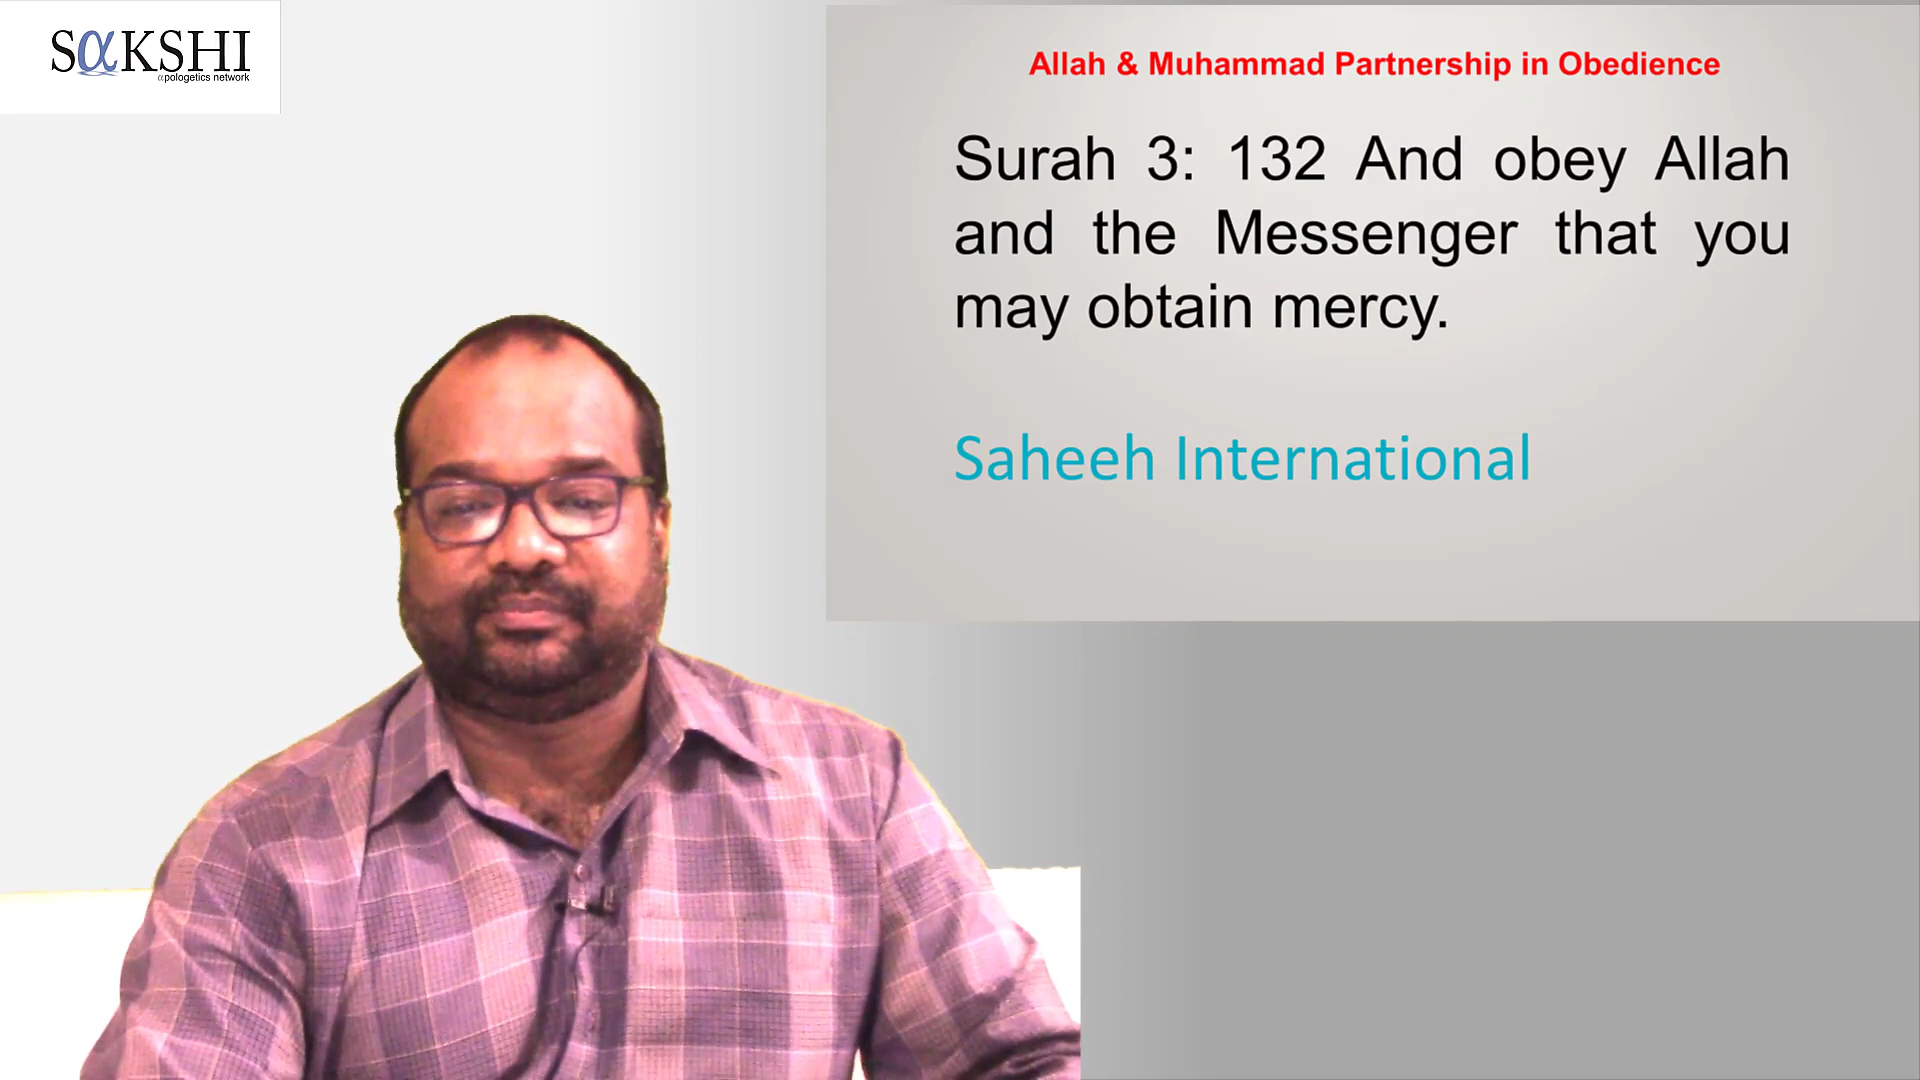 SαKSHI
αpologetics network
Allah & Muhammad Partnership in Obedience
Surah 3: 132 And obey Allah
and the Messenger that you
may obtain mercy.
Saheeh International